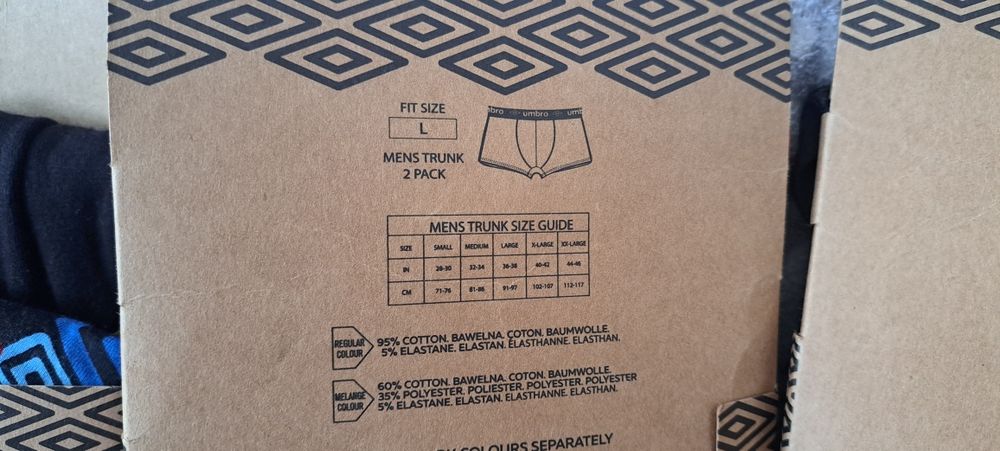 FIT SIZE
L
MENS TRUNK
2 PACK
umbro
MENS TRUNK SIZE GUIDE
SIZE SMALL MEDIUM LARGE X-LARGE XX-LARGE
IN 28-30 32-34 36-38 40-42 44-46
CM 71-76 81-86 91-97 102-107 112-117
REGULAR COLOUR
95% COTTON. BAWELNA. COTON. BAUMWOLLE.
5% ELASTANE. ELASTAN. ELASTHANNE. ELASTHAN.
MELANGE COLOUR
60% COTTON. BAWELNA. COTON. BAUMWOLLE.
35% POLYESTER. POLIESTER. POLYESTER. POLYESTER
5% ELASTANE. ELASTAN. ELASTHANNE. ELASTHAN.
COLOURS SEPARATELY